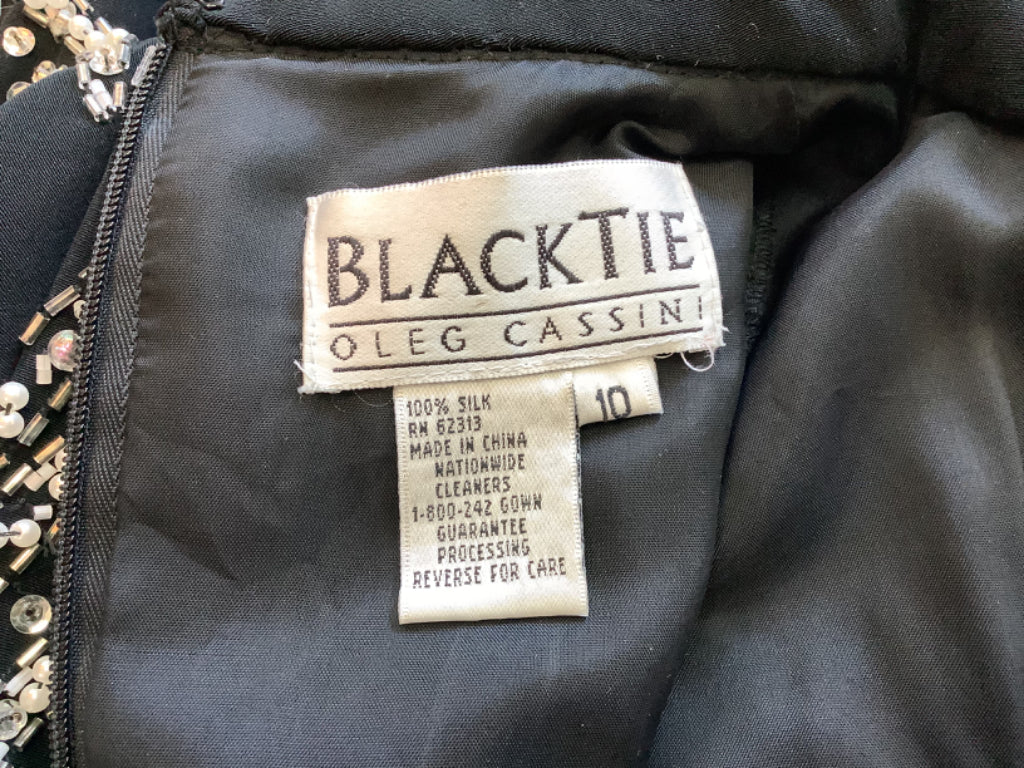 BLACKTIE
OLEG CASSINI
10
100% SILK
RN 62313
MADE IN CHINA
NATIONWIDE
CLEANERS
1-800-242 GOWN
GUARANTEE
PROCESSING
REVERSE FOR CARE